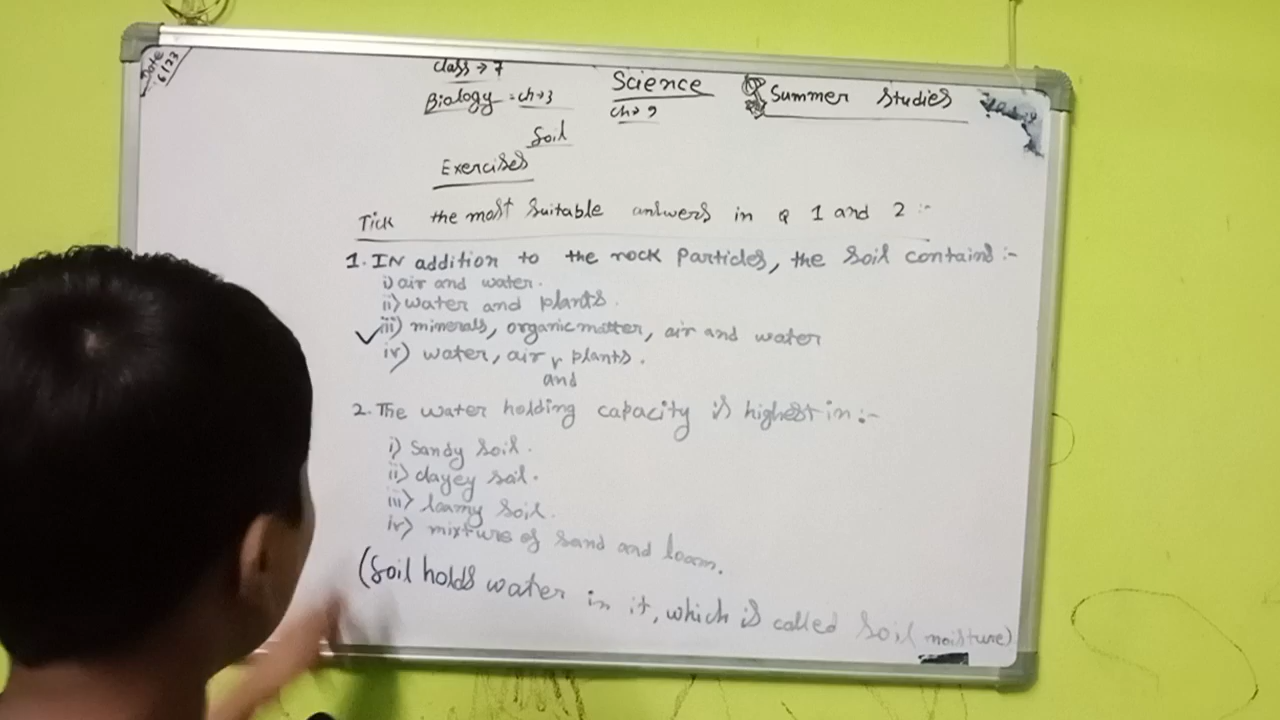 Date
6/23
Class → 7
Biology = ch→3
Science
ch→ 9
Summer Studies
Soil
Exercises
Tick the most suitable answers in Q 1 and 2 :-
1. IN addition to the rock Particles, the soil contains :-
i) air and water.
ii) water and plants.
✓ iii) minerals, organic matter, air and water
iv) water, air v plants.
and
2. The water holding capacity is highest in :-
i) Sandy soil.
ii) clayey soil.
iii) loamy soil.
iv) mixture of sand and loam.
(Soil holds water in it, which is called soil moisture)